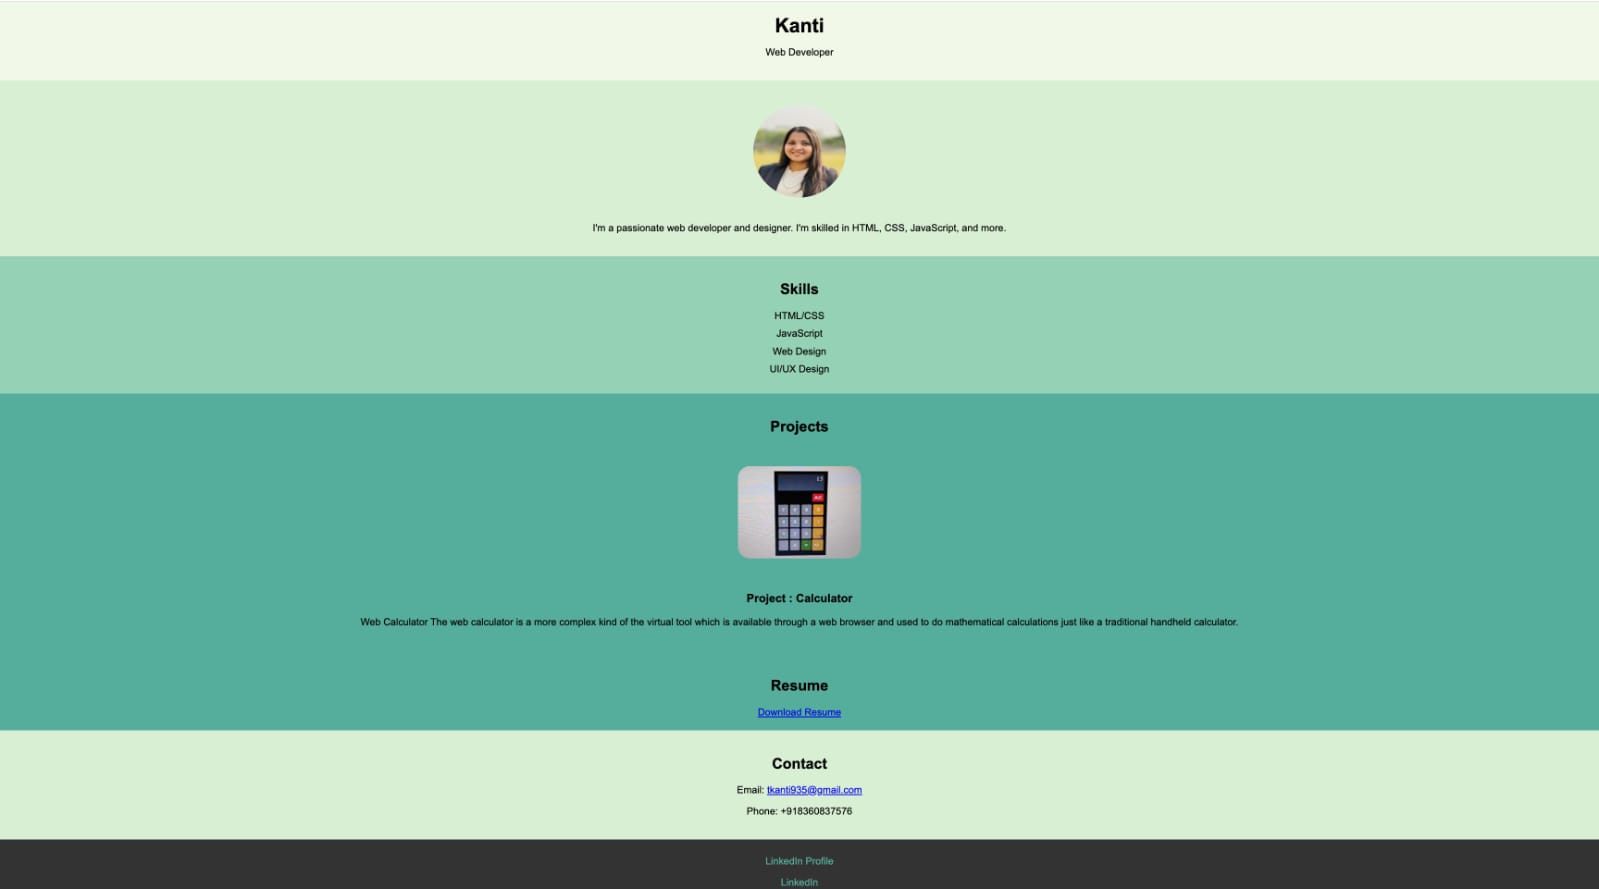 Kanti
Web Developer
I'm a passionate web developer and designer. I'm skilled in HTML, CSS, JavaScript, and more.
Skills
HTML/CSS
JavaScript
Web Design
UI/UX Design
Projects
15
Project : Calculator
Web Calculator The web calculator is a more complex kind of the virtual tool which is available through a web browser and used to do mathematical calculations just like a traditional handheld calculator.
Resume
Download Resume
Contact
Email: tkanti935@gmail.com
Phone: +918360837576
LinkedIn Profile
LinkedIn